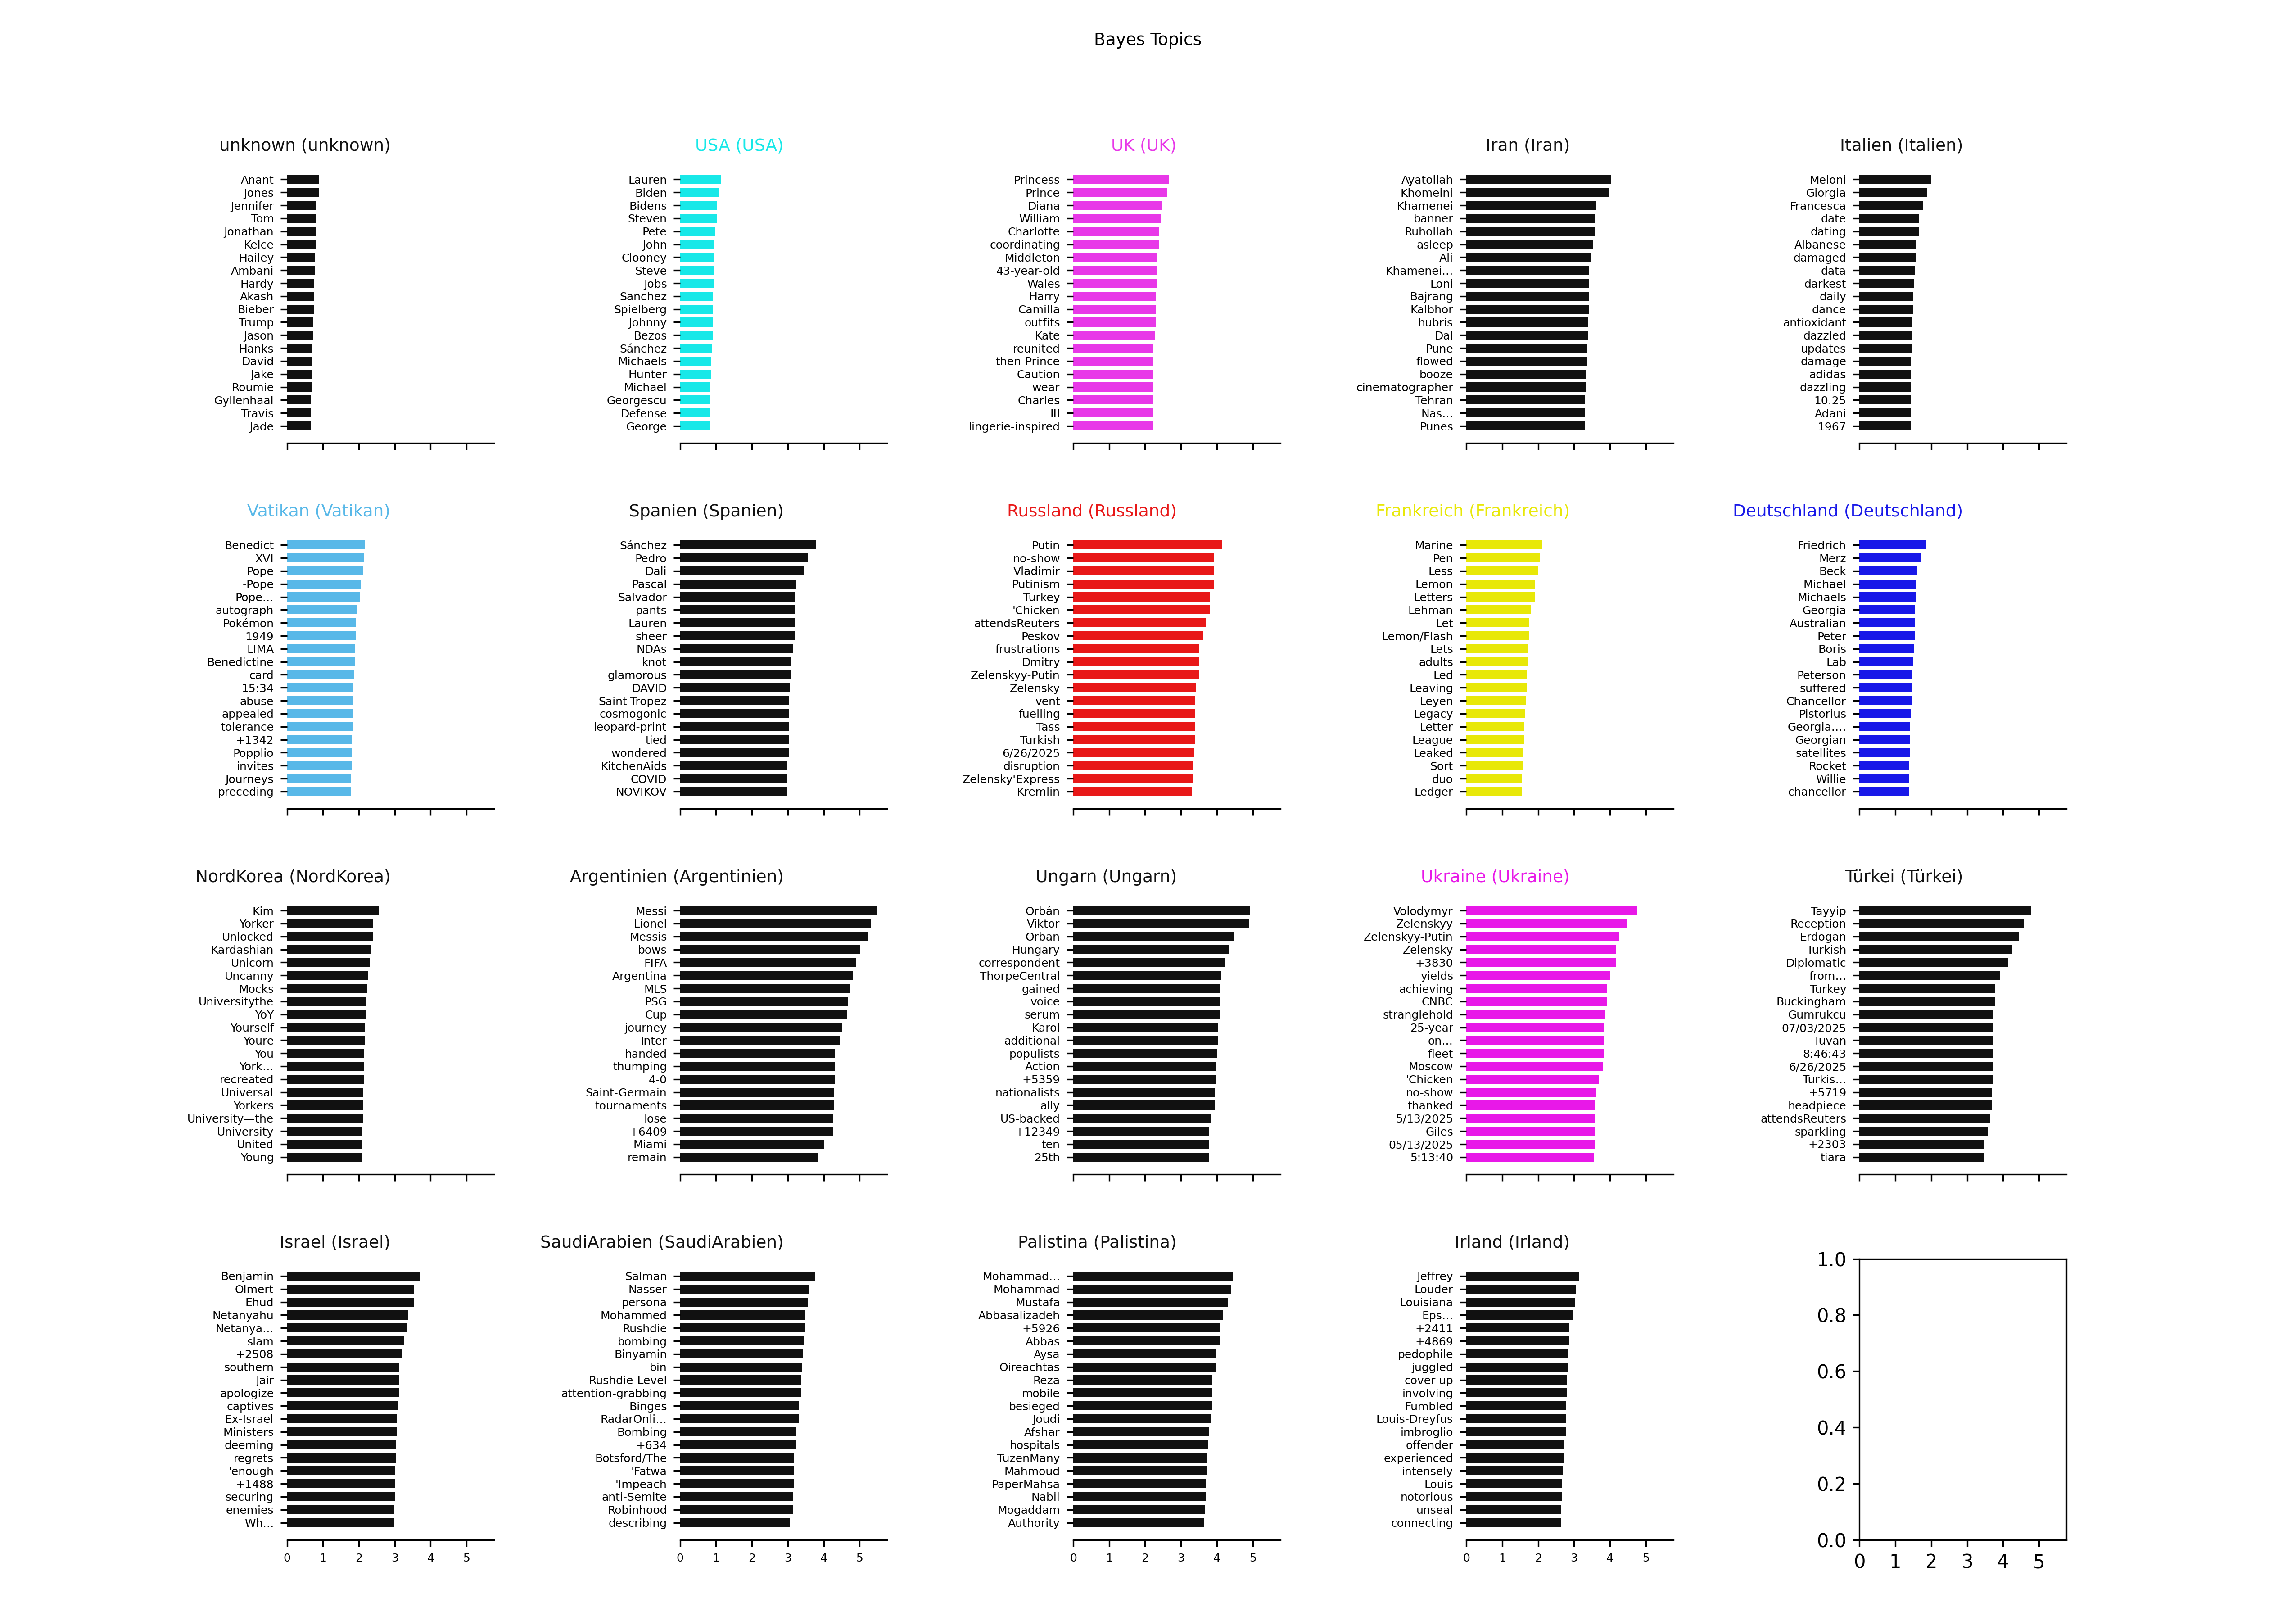 Bayes Topics
unknown (unknown)
Anant
Jones
Jennifer
Tom
Jonathan
Kelce
Hailey
Ambani
Hardy
Akash
Bieber
Trump
Jason
Hanks
David
Jake
Roumie
Gyllenhaal
Travis
Jade
USA (USA)
Lauren
Biden
Bidens
Steven
Pete
John
Clooney
Steve
Jobs
Sanchez
Spielberg
Johnny
Bezos
Sánchez
Michaels
Hunter
Michael
Georgescu
Defense
George
UK (UK)
Princess
Prince
Diana
William
Charlotte
coordinating
Middleton
43-year-old
Wales
Harry
Camilla
outfits
Kate
reunited
then-Prince
Caution
wear
Charles
III
lingerie-inspired
Iran (Iran)
Ayatollah
Khomeini
Khamenei
banner
Ruhollah
asleep
Ali
Khamenei…
Loni
Bajrang
Kalbhor
hubris
Dal
Pune
flowed
booze
cinematographer
Tehran
Nas…
Punes
Italien (Italien)
Meloni
Giorgia
Francesca
date
dating
Albanese
damaged
data
darkest
daily
dance
antioxidant
dazzled
updates
damage
adidas
dazzling
10.25
Adani
1967
Vatikan (Vatikan)
Benedict
XVI
Pope
-Pope
Pope…
autograph
Pokémon
1949
LIMA
Benedictine
card
15:34
abuse
appealed
tolerance
+1342
Popplio
invites
Journeys
preceding
Spanien (Spanien)
Sánchez
Pedro
Dali
Pascal
Salvador
pants
Lauren
sheer
NDAs
knot
glamorous
DAVID
Saint-Tropez
cosmogonic
leopard-print
tied
wondered
KitchenAids
COVID
NOVIKOV
Russland (Russland)
Putin
no-show
Vladimir
Putinism
Turkey
'Chicken
attendsReuters
Peskov
frustrations
Dmitry
Zelenskyy-Putin
Zelensky
vent
fuelling
Tass
Turkish
6/26/2025
disruption
Zelensky'Express
Kremlin
Frankreich (Frankreich)
Marine
Pen
Less
Lemon
Letters
Lehman
Let
Lemon/Flash
Lets
adults
Led
Leaving
Leyen
Legacy
Letter
League
Leaked
Sort
duo
Ledger
Deutschland (Deutschland)
Friedrich
Merz
Beck
Michael
Michaels
Georgia
Australian
Peter
Boris
Lab
Peterson
suffered
Chancellor
Pistorius
Georgia.…
Georgian
satellites
Rocket
Willie
chancellor
NordKorea (NordKorea)
Kim
Yorker
Unlocked
Kardashian
Unicorn
Uncanny
Mocks
Universitythe
YoY
Yourself
Youre
You
York…
recreated
Universal
Yorkers
University—the
University
United
Young
Argentinien (Argentinien)
Messi
Lionel
Messis
bows
FIFA
Argentina
MLS
PSG
Cup
journey
Inter
handed
thumping
4-0
Saint-Germain
tournaments
lose
+6409
Miami
remain
Ungarn (Ungarn)
Orbán
Viktor
Orban
Hungary
correspondent
ThorpeCentral
gained
voice
serum
Karol
additional
populists
Action
+5359
nationalists
ally
US-backed
+12349
ten
25th
Ukraine (Ukraine)
Volodymyr
Zelenskyy
Zelenskyy-Putin
Zelensky
+3830
yields
achieving
CNBC
stranglehold
25-year
on…
fleet
Moscow
'Chicken
no-show
thanked
5/13/2025
Giles
05/13/2025
5:13:40
Türkei (Türkei)
Tayyip
Reception
Erdogan
Turkish
Diplomatic
from…
Turkey
Buckingham
Gumrukcu
07/03/2025
Tuvan
8:46:43
6/26/2025
Turkis…
+5719
headpiece
attendsReuters
sparkling
+2303
tiara
Israel (Israel)
Benjamin
Olmert
Ehud
Netanyahu
Netanya…
slam
+2508
southern
Jair
apologize
captives
Ex-Israel
Ministers
deeming
regrets
'enough
+1488
securing
enemies
Wh…
0 1 2 3 4 5
SaudiArabien (SaudiArabien)
Salman
Nasser
persona
Mohammed
Rushdie
bombing
Binyamin
bin
Rushdie-Level
attention-grabbing
Binges
RadarOnli…
Bombing
+634
Botsford/The
'Fatwa
'Impeach
anti-Semite
Robinhood
describing
0 1 2 3 4 5
Palistina (Palistina)
Mohammad…
Mohammad
Mustafa
Abbasalizadeh
+5926
Abbas
Aysa
Oireachtas
Reza
mobile
besieged
Joudi
Afshar
hospitals
TuzenMany
Mahmoud
PaperMahsa
Nabil
Mogaddam
Authority
0 1 2 3 4 5
Irland (Irland)
Jeffrey
Louder
Louisiana
Eps…
+2411
+4869
pedophile
juggled
cover-up
involving
Fumbled
Louis-Dreyfus
imbroglio
offender
experienced
intensely
Louis
notorious
unseal
connecting
0 1 2 3 4 5
1.0
0.8
0.6
0.4
0.2
0.0
0 1 2 3 4 5